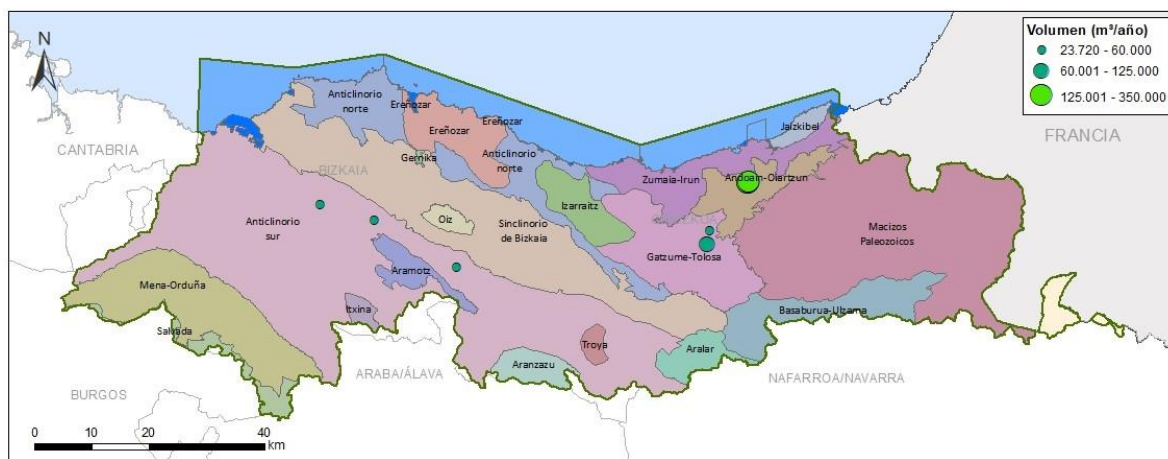 N
Volumen (m³/año)
23.720 - 60.000
60.001 - 125.000
125.001 - 350.000
FRANCIA
CANTABRIA
BIZKAIA
Anticlinorio
norte
Ereñozar
Ereñozar
Ereñozar
Gernika
Anticlinorio
norte
Jaizkibel
Zumaia-Irun
Andoain-Oiartzun
Izarraitz
Anticlinorio
sur
Oiz
Sinclinorio
de Bizkaia
Macizos
Paleozoicos
Gatzume-Tolosa
Aramotz
Mena-Orduña
Itxina
Salvada
Basaburua-Ulzama
Troya
Aralar
Aranzazu
ARABA/ÁLAVA
NAFARROA/NAVARRA
BURGOS
0 10 20 40
km